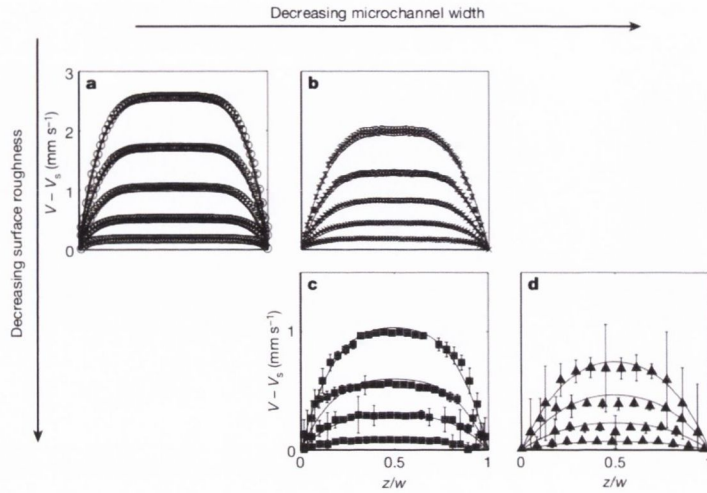 Decreasing microchannel width
Decreasing surface roughness
a
b
3
2
1
0
V – Vs (mm s⁻¹)
c
d
1
0
V – Vs (mm s⁻¹)
0 0.5 1
0 0.5 1
z/w
z/w